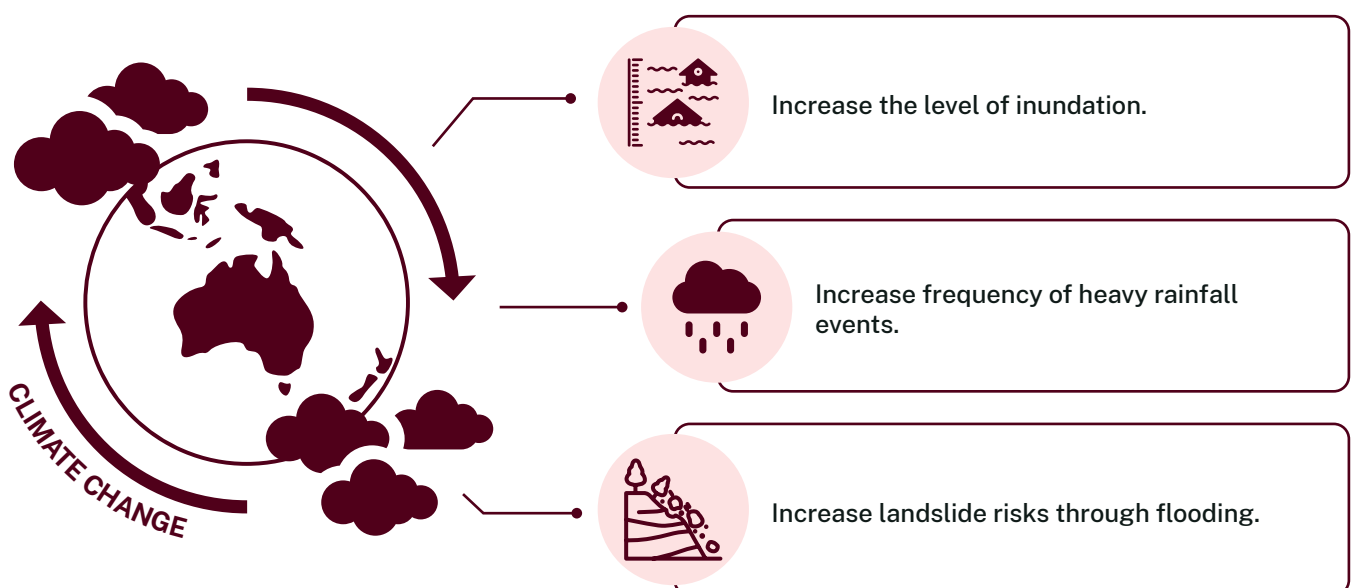 CLIMATE CHANGE
Increase the level of inundation.
Increase frequency of heavy rainfall
events.
Increase landslide risks through flooding.